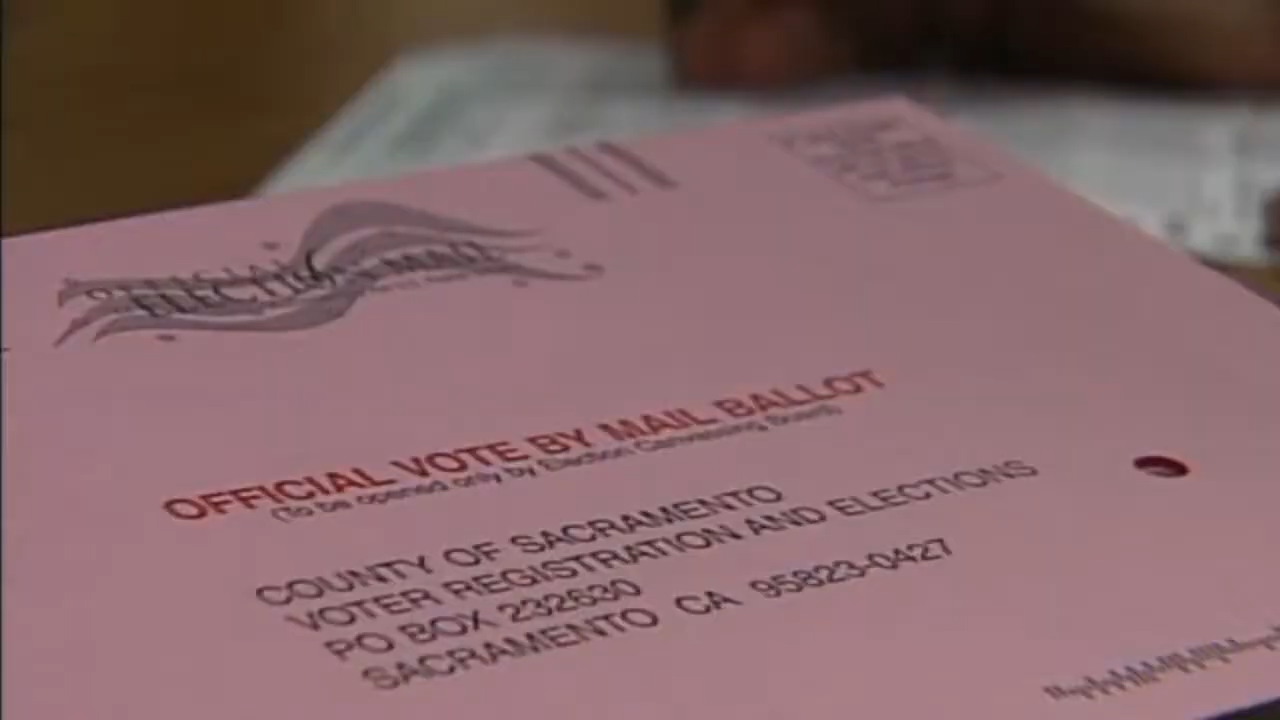 OFFICIAL
ELECTION MAIL
OFFICIAL VOTE BY MAIL BALLOT
(To be opened only by Election Canvassing Board)
COUNTY OF SACRAMENTO
VOTER REGISTRATION AND ELECTIONS
PO BOX 232630
SACRAMENTO CA 95823-0427